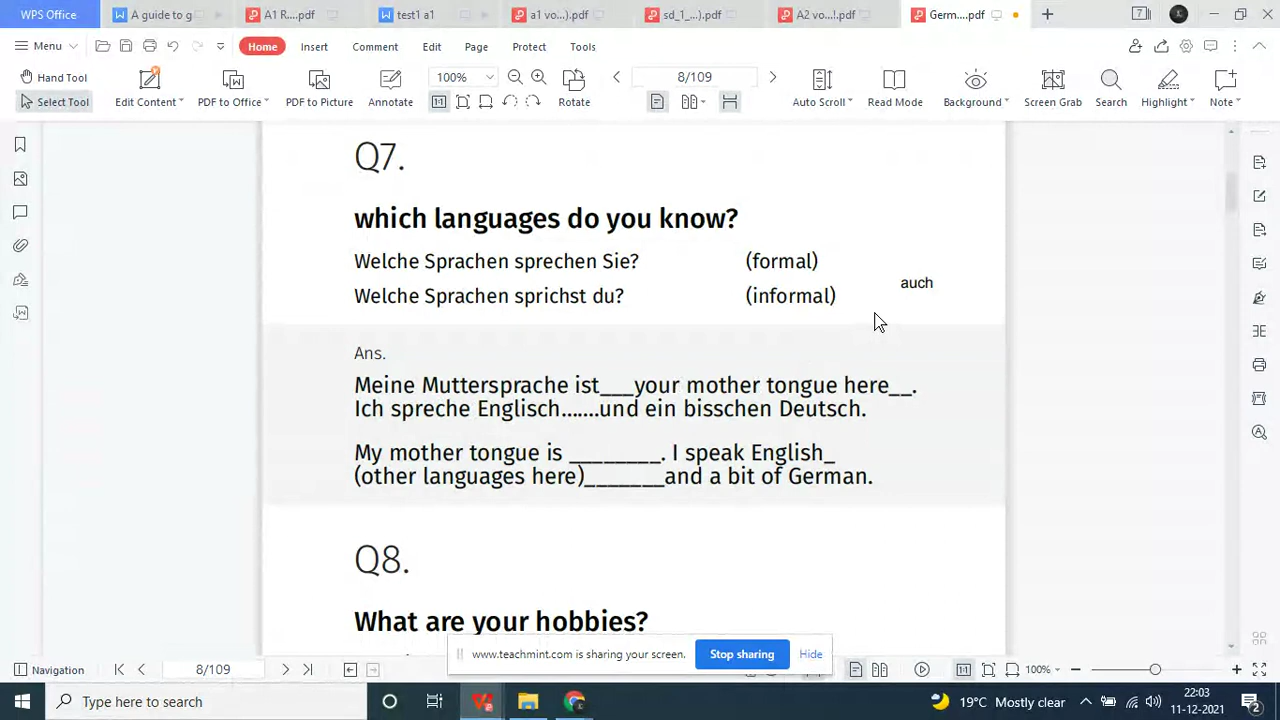 WPS Office A guide to g A1 R....pdf test1 a1 a1 vo...).pdf sd_1_...).pdf A2 vo...!.pdf Germ....pdf
Menu Home Insert Comment Edit Page Protect Tools
Hand Tool
Select Tool
Edit Content PDF to Office PDF to Picture Annotate
100% 8/109
Rotate Auto Scroll Read Mode Background Screen Grab Search Highlight Note
Q7.
which languages do you know?
Welche Sprachen sprechen Sie? (formal)
auch
Welche Sprachen sprichst du? (informal)
Ans.
Meine Muttersprache ist___your mother tongue here__.
Ich spreche Englisch.......und ein bisschen Deutsch.
My mother tongue is ________. I speak English_
(other languages here)_______and a bit of German.
Q8.
What are your hobbies?
www.teachmint.com is sharing your screen. Stop sharing Hide
Navigation 8/109 100%
Type here to search
19°C Mostly clear
22:03
11-12-2021
2